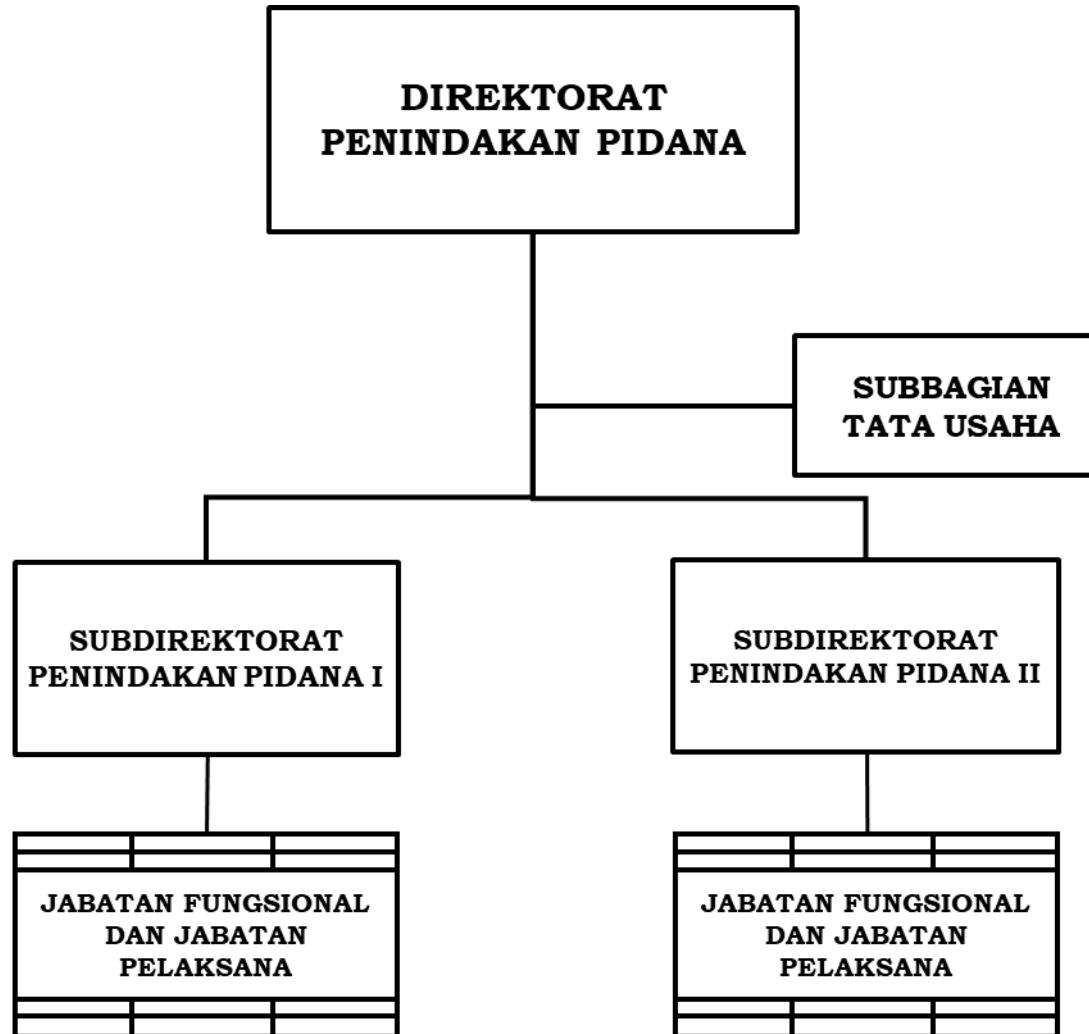 DIREKTORAT
PENINDAKAN PIDANA
SUBBAGIAN
TATA USAHA
SUBDIREKTORAT
PENINDAKAN PIDANA I
SUBDIREKTORAT
PENINDAKAN PIDANA II
JABATAN FUNGSIONAL
DAN JABATAN
PELAKSANA
JABATAN FUNGSIONAL
DAN JABATAN
PELAKSANA